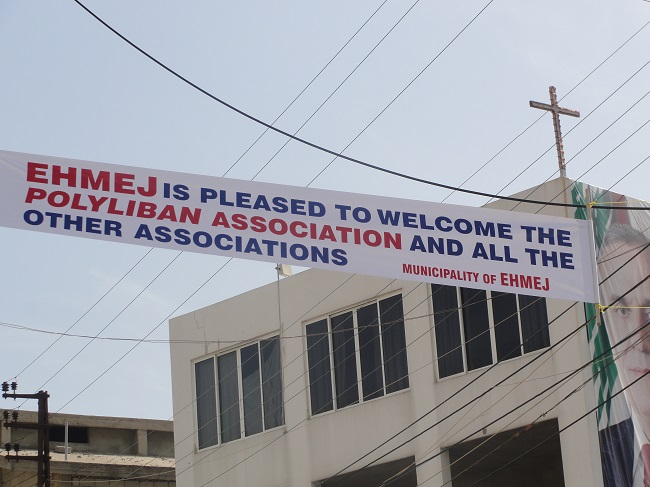 EHMEJ IS PLEASED TO WELCOME THE
POLYLIBAN ASSOCIATION AND ALL THE
OTHER ASSOCIATIONS
MUNICIPALITY OF EHMEJ